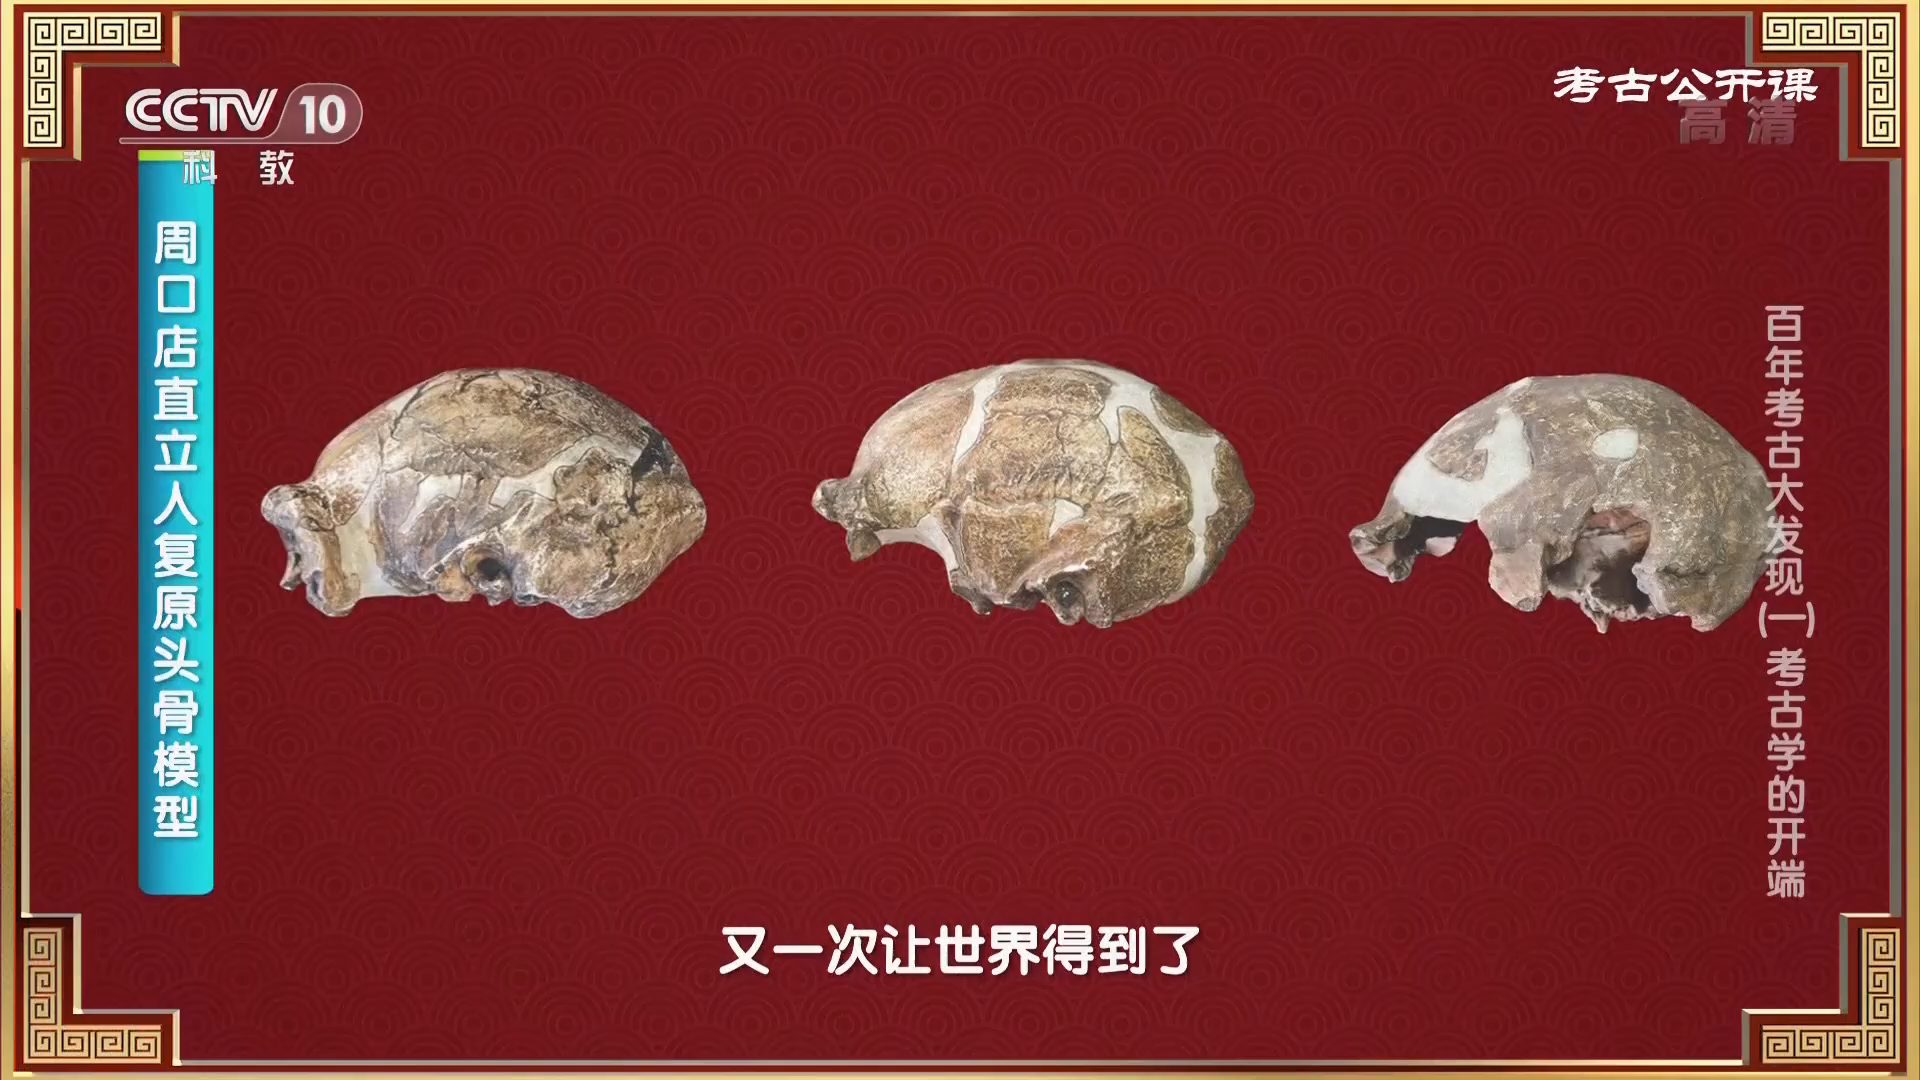 CCTV 10
科 教
考古公开课
高清
周口店直立人复原头骨模型
百年考古大发现(一)考古学的开端
又一次让世界得到了